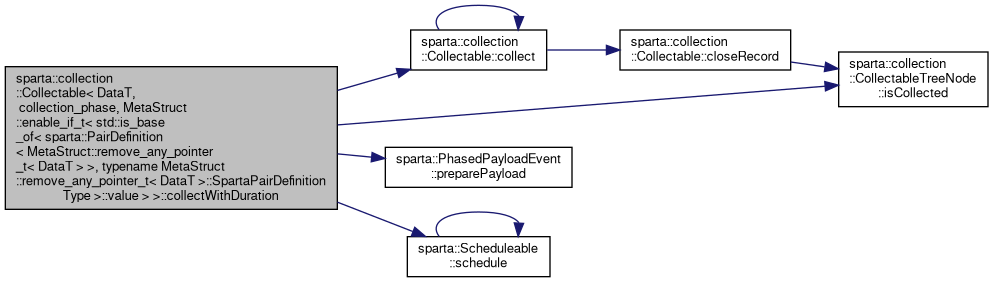 sparta::collection
::Collectable< DataT,
collection_phase, MetaStruct
::enable_if_t< std::is_base
_of< sparta::PairDefinition
< MetaStruct::remove_any_pointer
_t< DataT > >, typename MetaStruct
::remove_any_pointer_t< DataT >::SpartaPairDefinition
Type >::value > >::collectWithDuration
sparta::collection
::Collectable::collect
sparta::collection
::Collectable::closeRecord
sparta::collection
::CollectableTreeNode
::isCollected
sparta::PhasedPayloadEvent
::preparePayload
sparta::Scheduleable
::schedule